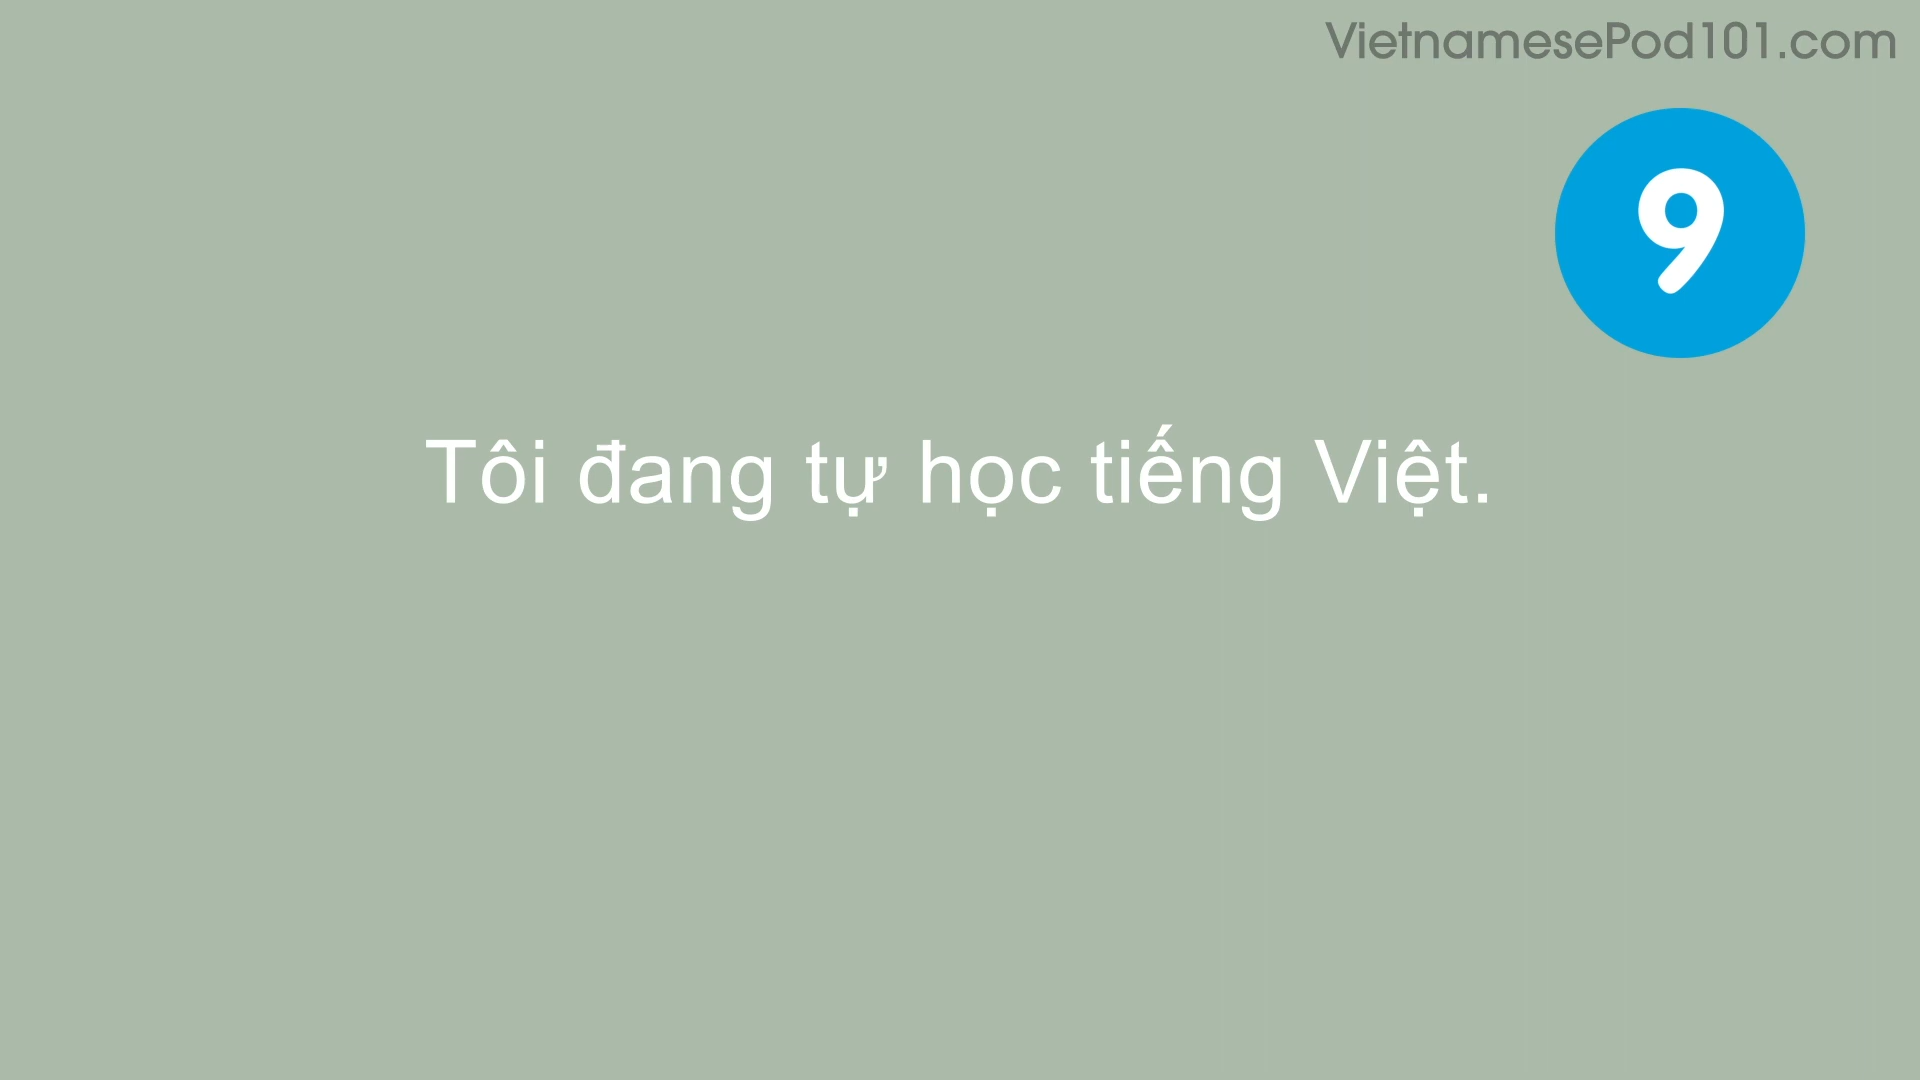 VietnamesePod101.com
9
Tôi đang tự học tiếng Việt.